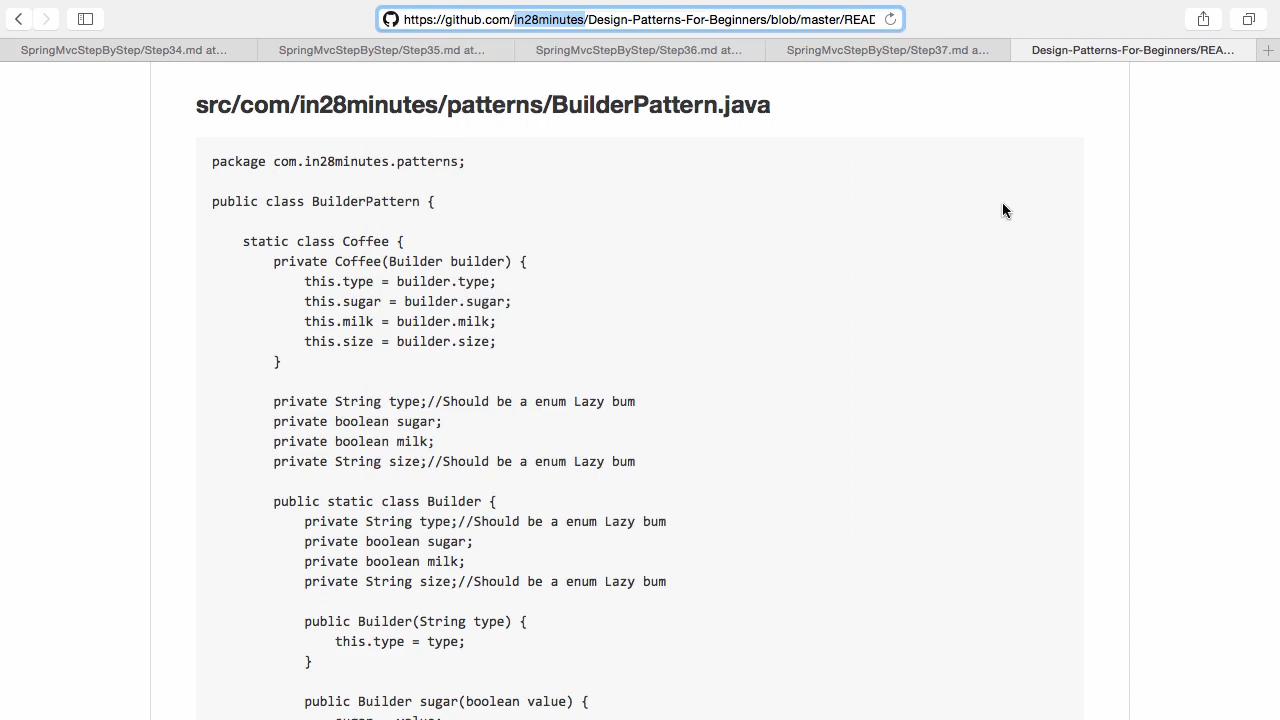 https://github.com/in28minutes/Design-Patterns-For-Beginners/blob/master/READ
SpringMvcStepByStep/Step34.md at...
SpringMvcStepByStep/Step35.md at...
SpringMvcStepByStep/Step36.md at...
SpringMvcStepByStep/Step37.md a...
Design-Patterns-For-Beginners/REA...
src/com/in28minutes/patterns/BuilderPattern.java
package com.in28minutes.patterns;
public class BuilderPattern {
static class Coffee {
private Coffee(Builder builder) {
this.type = builder.type;
this.sugar = builder.sugar;
this.milk = builder.milk;
this.size = builder.size;
}
private String type;//Should be a enum Lazy bum
private boolean sugar;
private boolean milk;
private String size;//Should be a enum Lazy bum
public static class Builder {
private String type;//Should be a enum Lazy bum
private boolean sugar;
private boolean milk;
private String size;//Should be a enum Lazy bum
public Builder(String type) {
this.type = type;
}
public Builder sugar(boolean value) {